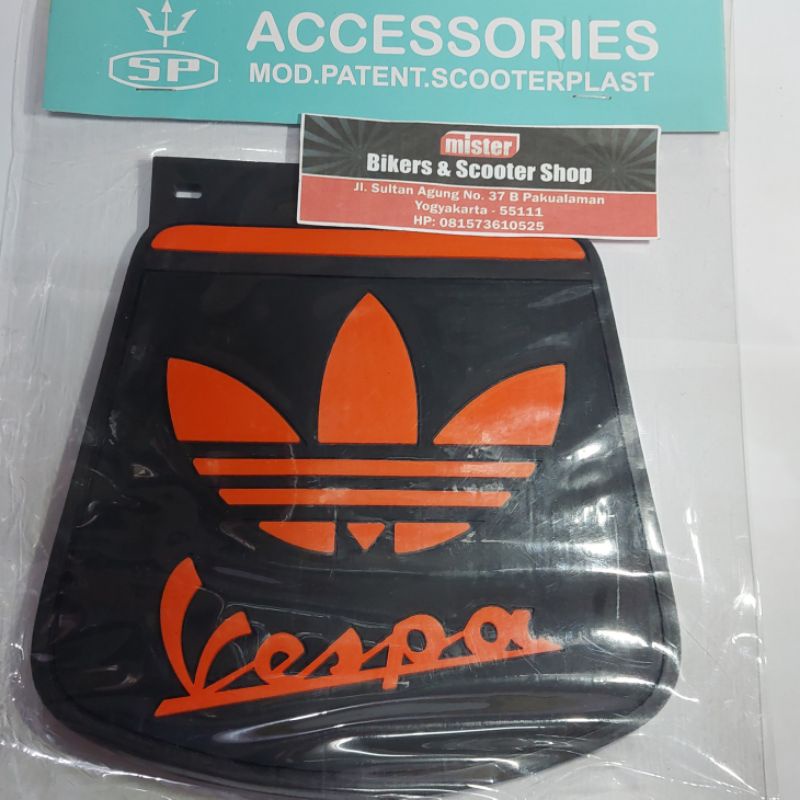 SP
ACCESSORIES
MOD.PATENT.SCOOTERPLAST
mister
Bikers & Scooter Shop
Jl. Sultan Agung No. 37 B Pakualaman
Yogyakarta - 55111
HP: 081573610525
Vespa